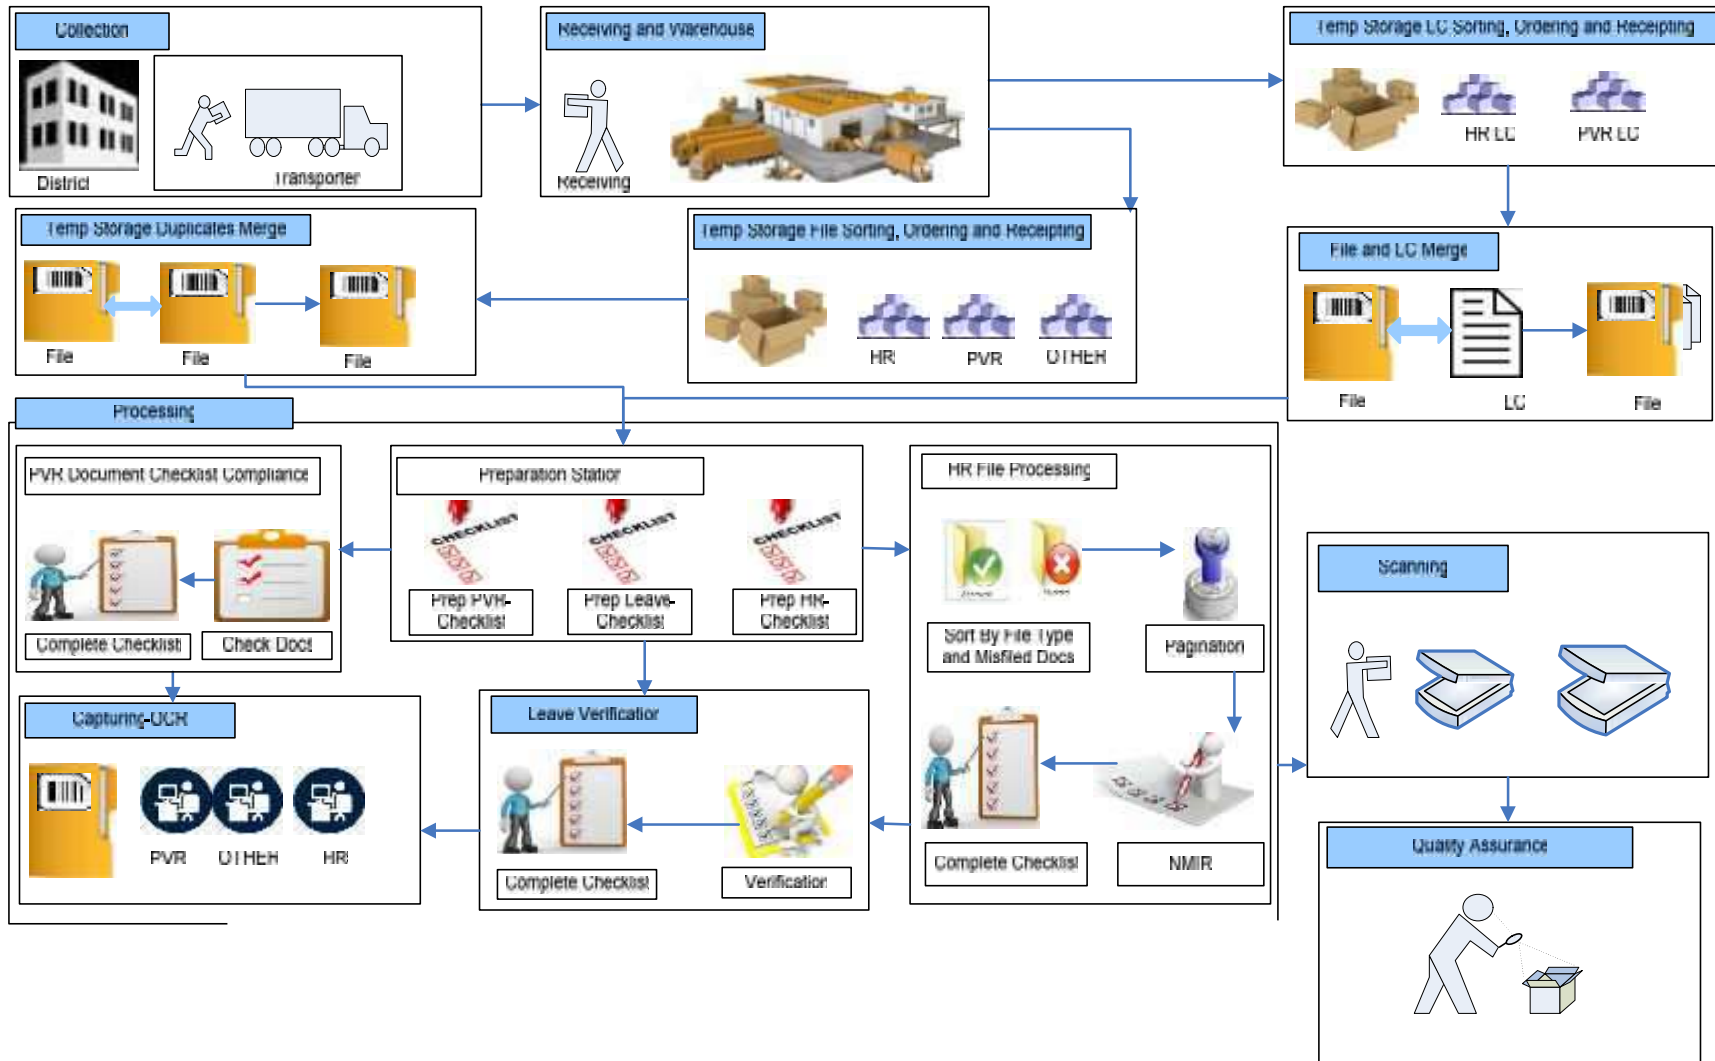 Collection
District
Transporter
Receiving and Warehouse
Receiving
Temp Storage LC Sorting, Ordering and Receipting
HR LC
PVR LC
Temp Storage Duplicates Merge
File
File
File
Temp Storage File Sorting, Ordering and Receipting
HR
PVR
OTHER
File and LC Merge
File
LC
File
Processing
PVR Document Checklist Compliance
Complete Checklist
Check Docs
Preparation Station
CHECKLIST
CHECKLIST
CHECKLIST
Prep PVR-
Checklist
Prep Leave-
Checklist
Prep HR-
Checklist
HR File Processing
Sort By File Type
and Misfiled Docs
Pagination
Complete Checklist
NMIR
Capturing-OCR
PVR
OTHER
HR
Leave Verification
Complete Checklist
Verification
Scanning
Quality Assurance